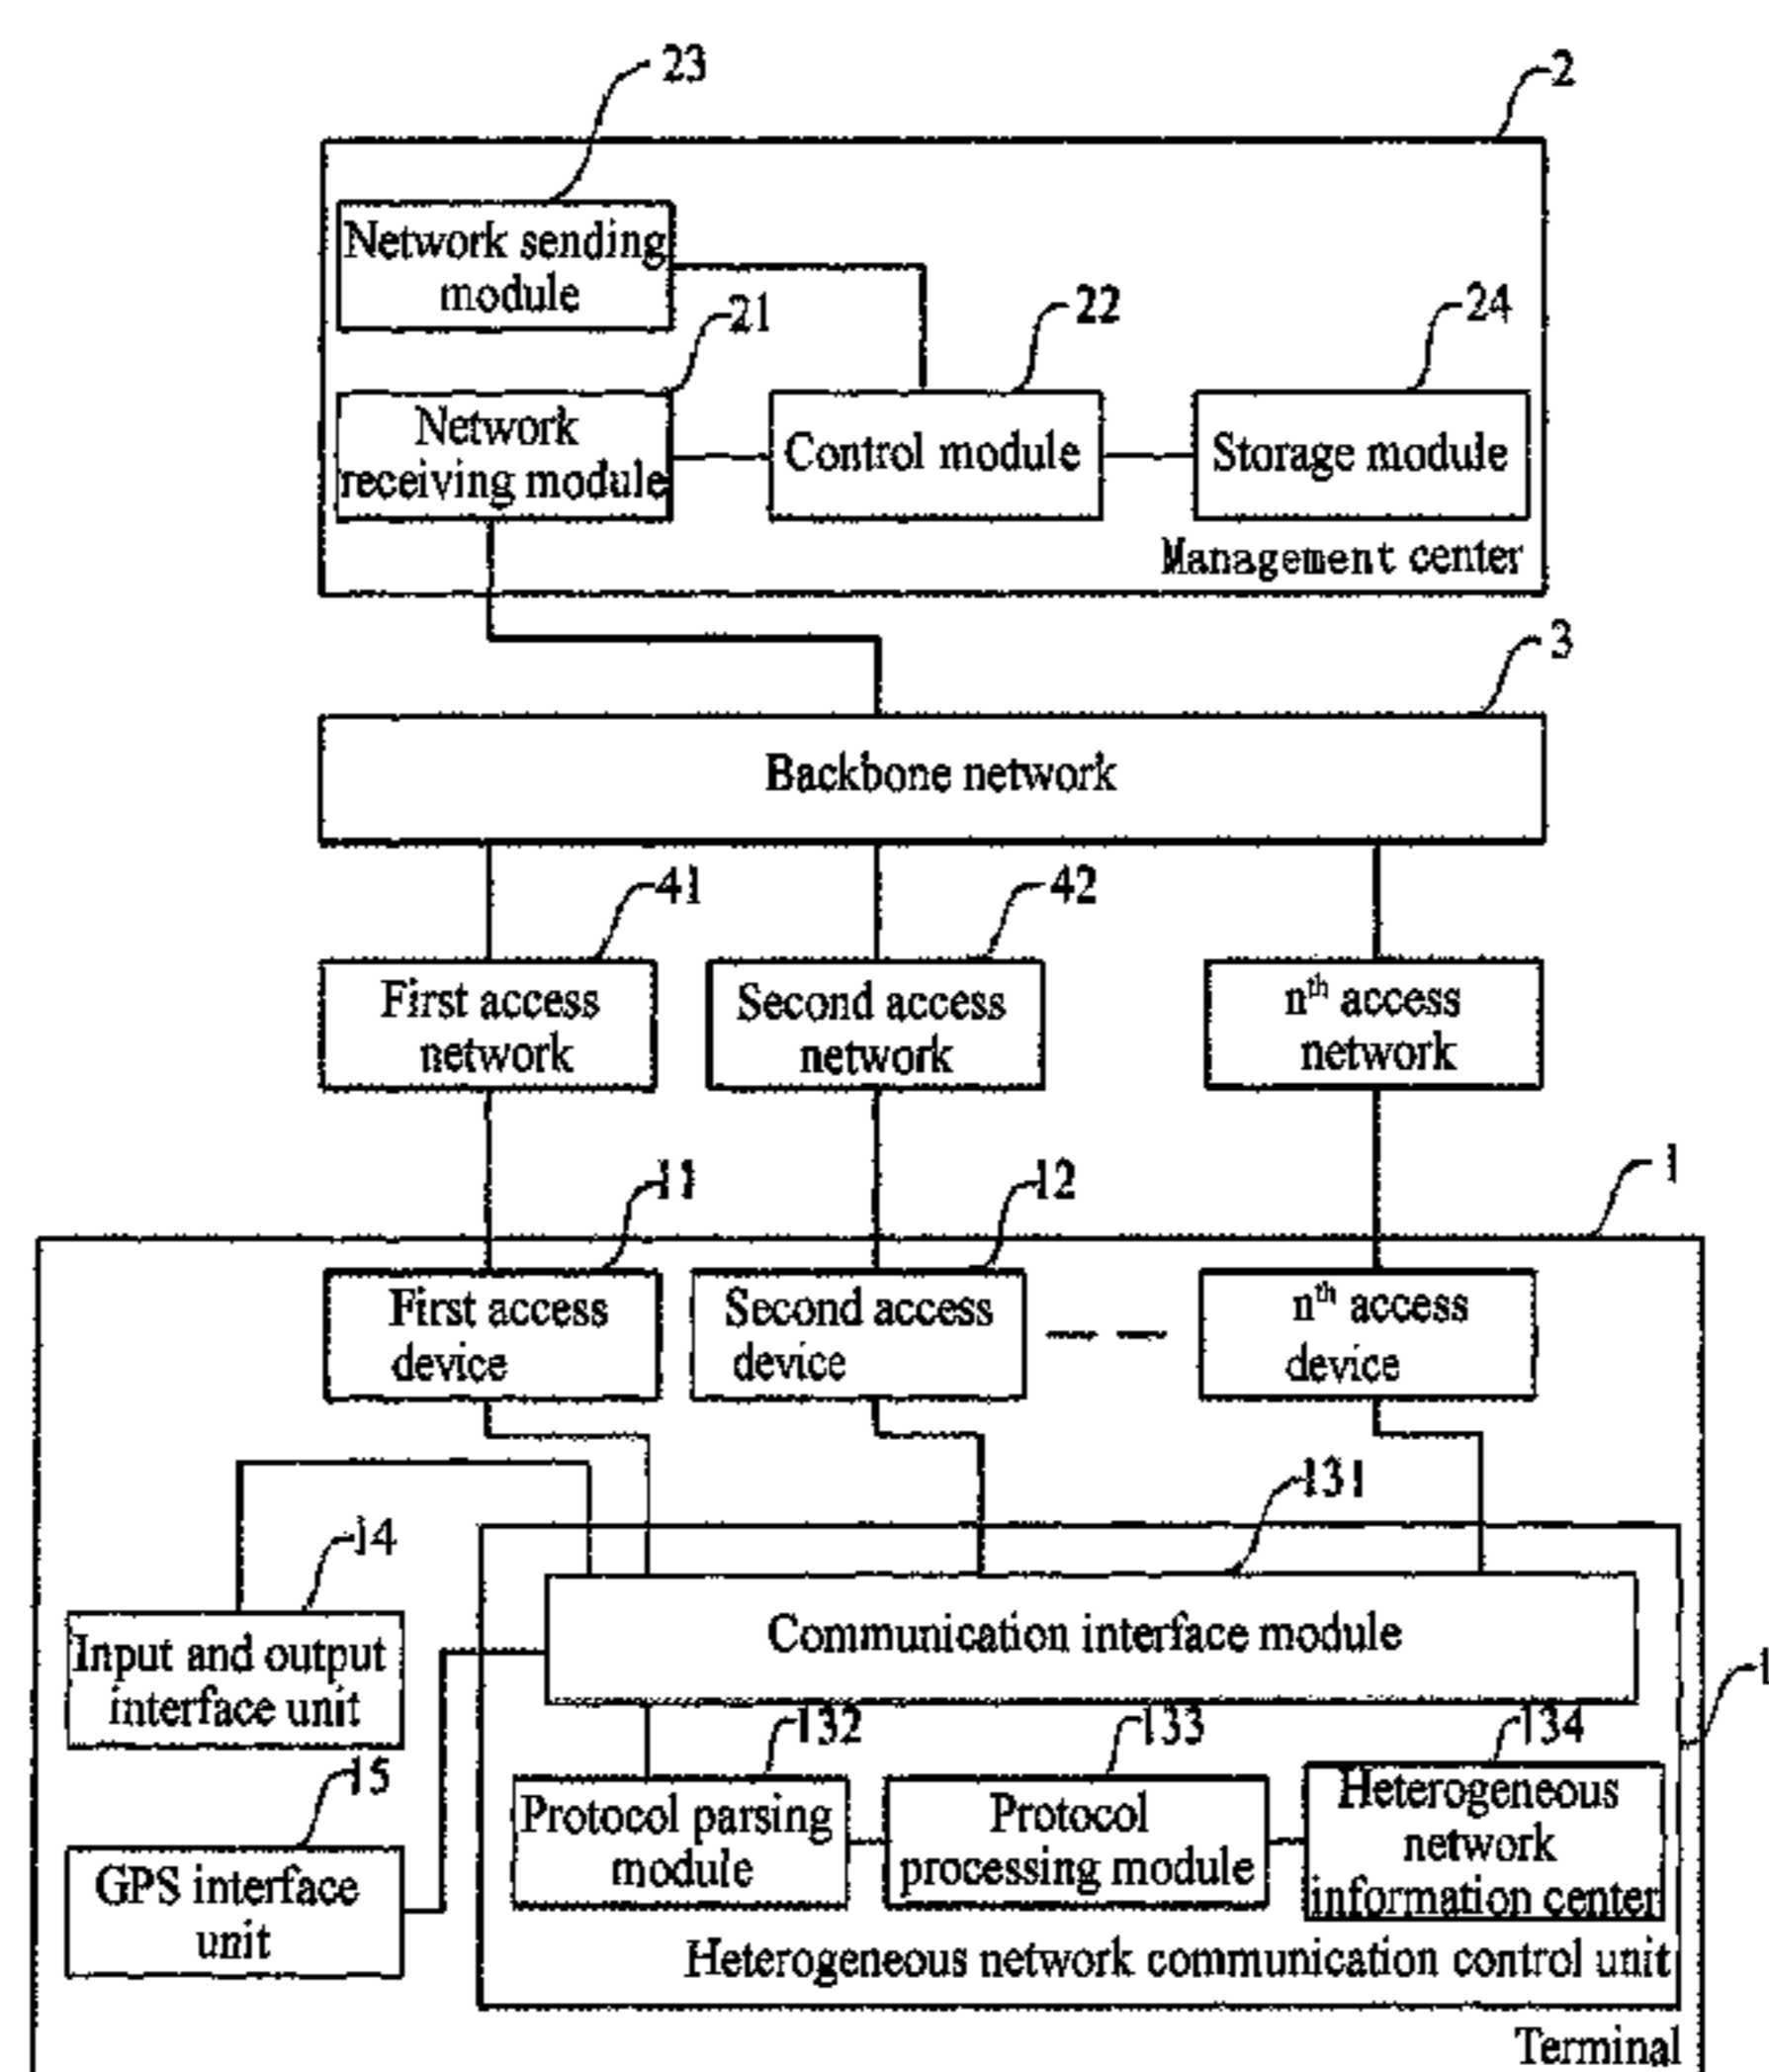 23
2
Network sending
module
21
22
24
Network
receiving module
Control module
Storage module
Management center
3
Backbone network
41
42
First access
network
Second access
network
nth access
network
11
12
1
First access
device
Second access
device
nth access
device
131
14
Input and output
interface unit
Communication interface module
132
133
134
15
GPS interface
unit
Protocol parsing
module
Protocol
processing module
Heterogeneous
network
information center
Heterogeneous network communication control unit
Terminal